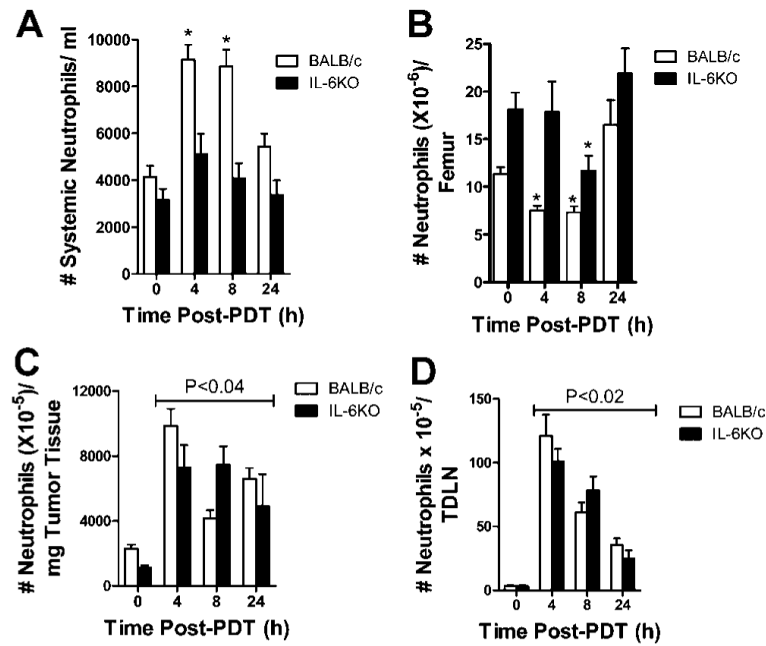 A
# Systemic Neutrophils/ ml
10000
8000
6000
4000
2000
0
* *
BALB/c
IL-6KO
0 4 8 24
Time Post-PDT (h)
B
# Neutrophils (X10-6)/
Femur
25
20
15
10
5
0
* * *
BALB/c
IL-6KO
0 4 8 24
Time Post-PDT (h)
C
# Neutrophils (X10-5)/
mg Tumor Tissue
12000
8000
4000
0
P<0.04
BALB/c
IL-6KO
0 4 8 24
Time Post-PDT (h)
D
# Neutrophils x 10-5/
TDLN
150
100
50
0
P<0.02
BALB/c
IL-6KO
0 4 8 24
Time Post-PDT (h)